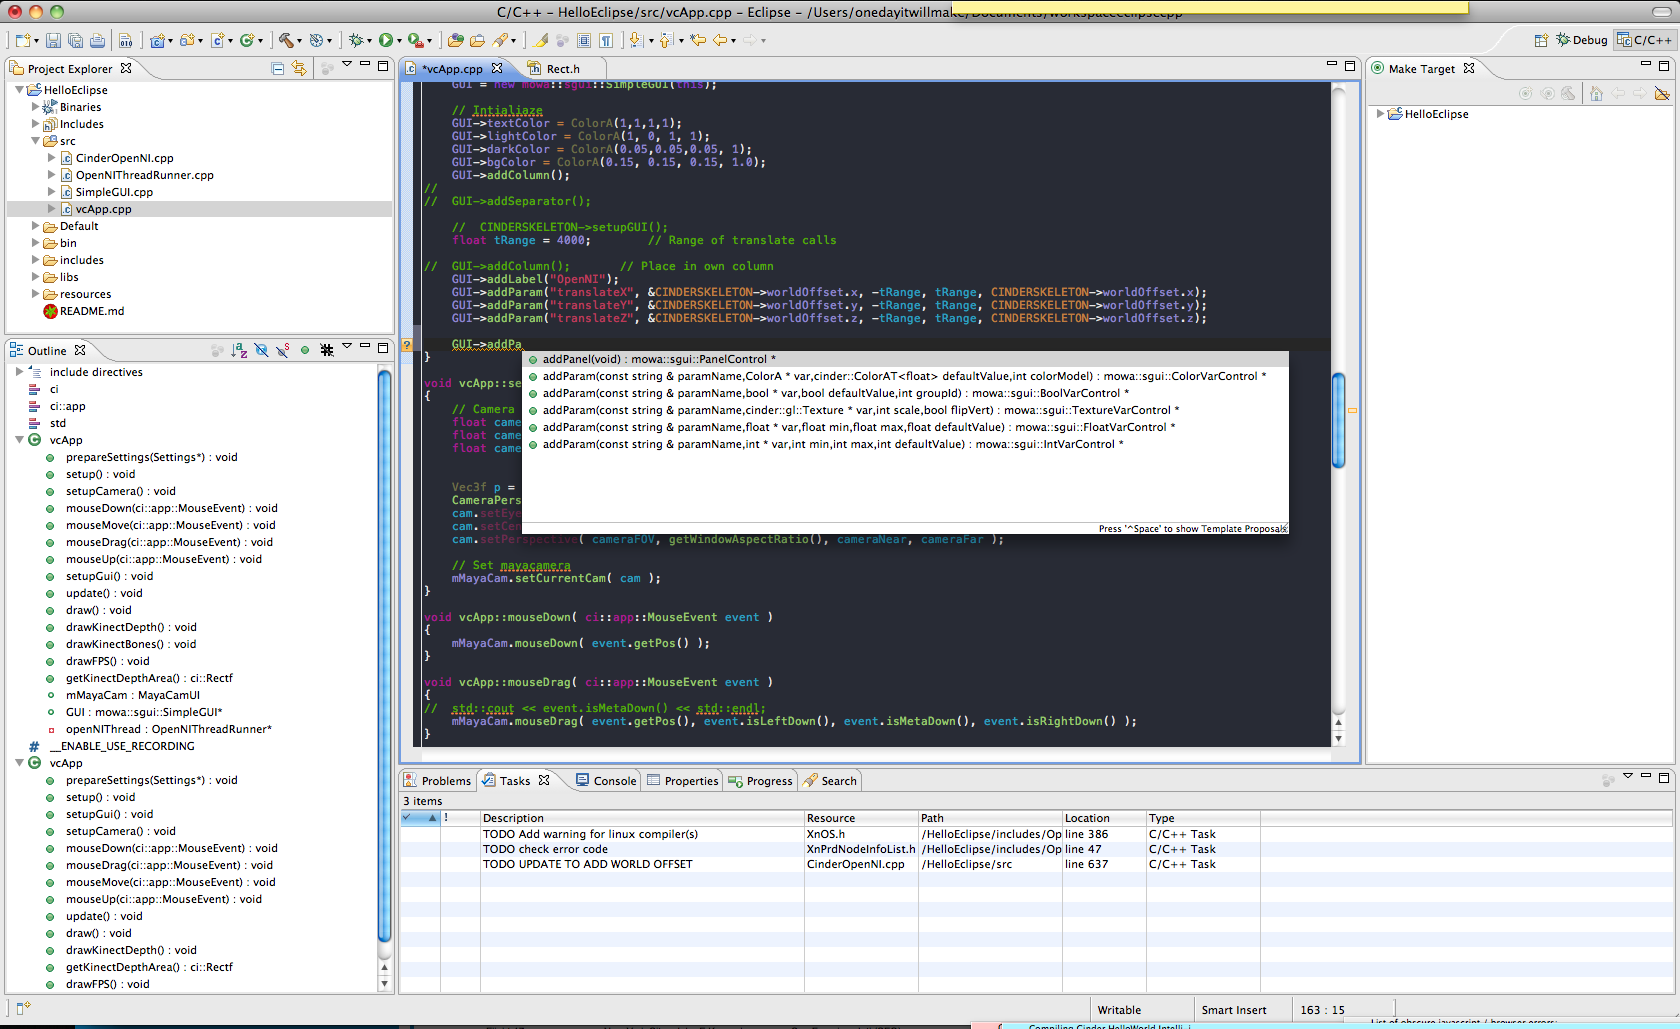 C/C++ - HelloEclipse/src/vcApp.cpp - Eclipse - /Users/onedayitwillmake/Documents/workspaceeclipsecpp
Debug
C/C++
Project Explorer
HelloEclipse
Binaries
Includes
src
CinderOpenNI.cpp
OpenNIThreadRunner.cpp
SimpleGUI.cpp
vcApp.cpp
Default
bin
includes
libs
resources
README.md
Outline
include directives
ci
ci::app
std
vcApp
prepareSettings(Settings*) : void
setup() : void
setupCamera() : void
mouseDown(ci::app::MouseEvent) : void
mouseMove(ci::app::MouseEvent) : void
mouseDrag(ci::app::MouseEvent) : void
mouseUp(ci::app::MouseEvent) : void
setupGui() : void
update() : void
draw() : void
drawKinectDepth() : void
drawKinectBones() : void
drawFPS() : void
getKinectDepthArea() : ci::Rectf
mMayaCam : MayaCamUI
GUI : mowa::sgui::SimpleGUI*
openNIThread : OpenNIThreadRunner*
# __ENABLE_USE_RECORDING
vcApp
prepareSettings(Settings*) : void
setup() : void
setupGui() : void
setupCamera() : void
mouseDown(ci::app::MouseEvent) : void
mouseDrag(ci::app::MouseEvent) : void
mouseMove(ci::app::MouseEvent) : void
mouseUp(ci::app::MouseEvent) : void
update() : void
draw() : void
drawKinectDepth() : void
getKinectDepthArea() : ci::Rectf
drawFPS() : void
*vcApp.cpp
Rect.h
GUI = new mowa::sgui::SimpleGUI(this);
// Intialiaze
GUI->textColor = ColorA(1,1,1,1);
GUI->lightColor = ColorA(1, 0, 1, 1);
GUI->darkColor = ColorA(0.05,0.05,0.05, 1);
GUI->bgColor = ColorA(0.15, 0.15, 0.15, 1.0);
GUI->addColumn();
//
// GUI->addSeparator();
// CINDERSKELETON->setupGUI();
float tRange = 4000; // Range of translate calls
// GUI->addColumn(); // Place in own column
GUI->addLabel("OpenNI");
GUI->addParam("translateX", &CINDERSKELETON->worldOffset.x, -tRange, tRange, CINDERSKELETON->worldOffset.x);
GUI->addParam("translateY", &CINDERSKELETON->worldOffset.y, -tRange, tRange, CINDERSKELETON->worldOffset.y);
GUI->addParam("translateZ", &CINDERSKELETON->worldOffset.z, -tRange, tRange, CINDERSKELETON->worldOffset.z);
GUI->addPa
}
addPanel(void) : mowa::sgui::PanelControl *
addParam(const string & paramName,ColorA * var,cinder::ColorAT<float> defaultValue,int colorModel) : mowa::sgui::ColorVarControl *
addParam(const string & paramName,bool * var,bool defaultValue,int groupId) : mowa::sgui::BoolVarControl *
addParam(const string & paramName,cinder::gl::Texture * var,int scale,bool flipVert) : mowa::sgui::TextureVarControl *
addParam(const string & paramName,float * var,float min,float max,float defaultValue) : mowa::sgui::FloatVarControl *
addParam(const string & paramName,int * var,int min,int max,int defaultValue) : mowa::sgui::IntVarControl *
Press '^Space' to show Template Proposals
void vcApp::se
{
// Camera
float came
float came
float came
Vec3f p =
CameraPers
cam.setEye
cam.setCen
cam.setPerspective( cameraFOV, getWindowAspectRatio(), cameraNear, cameraFar );
// Set mayacamera
mMayaCam.setCurrentCam( cam );
}
void vcApp::mouseDown( ci::app::MouseEvent event )
{
mMayaCam.mouseDown( event.getPos() );
}
void vcApp::mouseDrag( ci::app::MouseEvent event )
{
// std::cout << event.isMetaDown() << std::endl;
mMayaCam.mouseDrag( event.getPos(), event.isLeftDown(), event.isMetaDown(), event.isRightDown() );
}
Make Target
HelloEclipse
Problems
Tasks
Console
Properties
Progress
Search
3 items
! Description Resource Path Location Type
TODO Add warning for linux compiler(s) XnOS.h /HelloEclipse/includes/Op line 386 C/C++ Task
TODO check error code XnPrdNodeInfoList.h /HelloEclipse/includes/Op line 47 C/C++ Task
TODO UPDATE TO ADD WORLD OFFSET CinderOpenNI.cpp /HelloEclipse/src line 637 C/C++ Task
Writable
Smart Insert
163 : 15
Compiling Cinder HelloWorld Intelli
List of obscure javascript / browser errors: